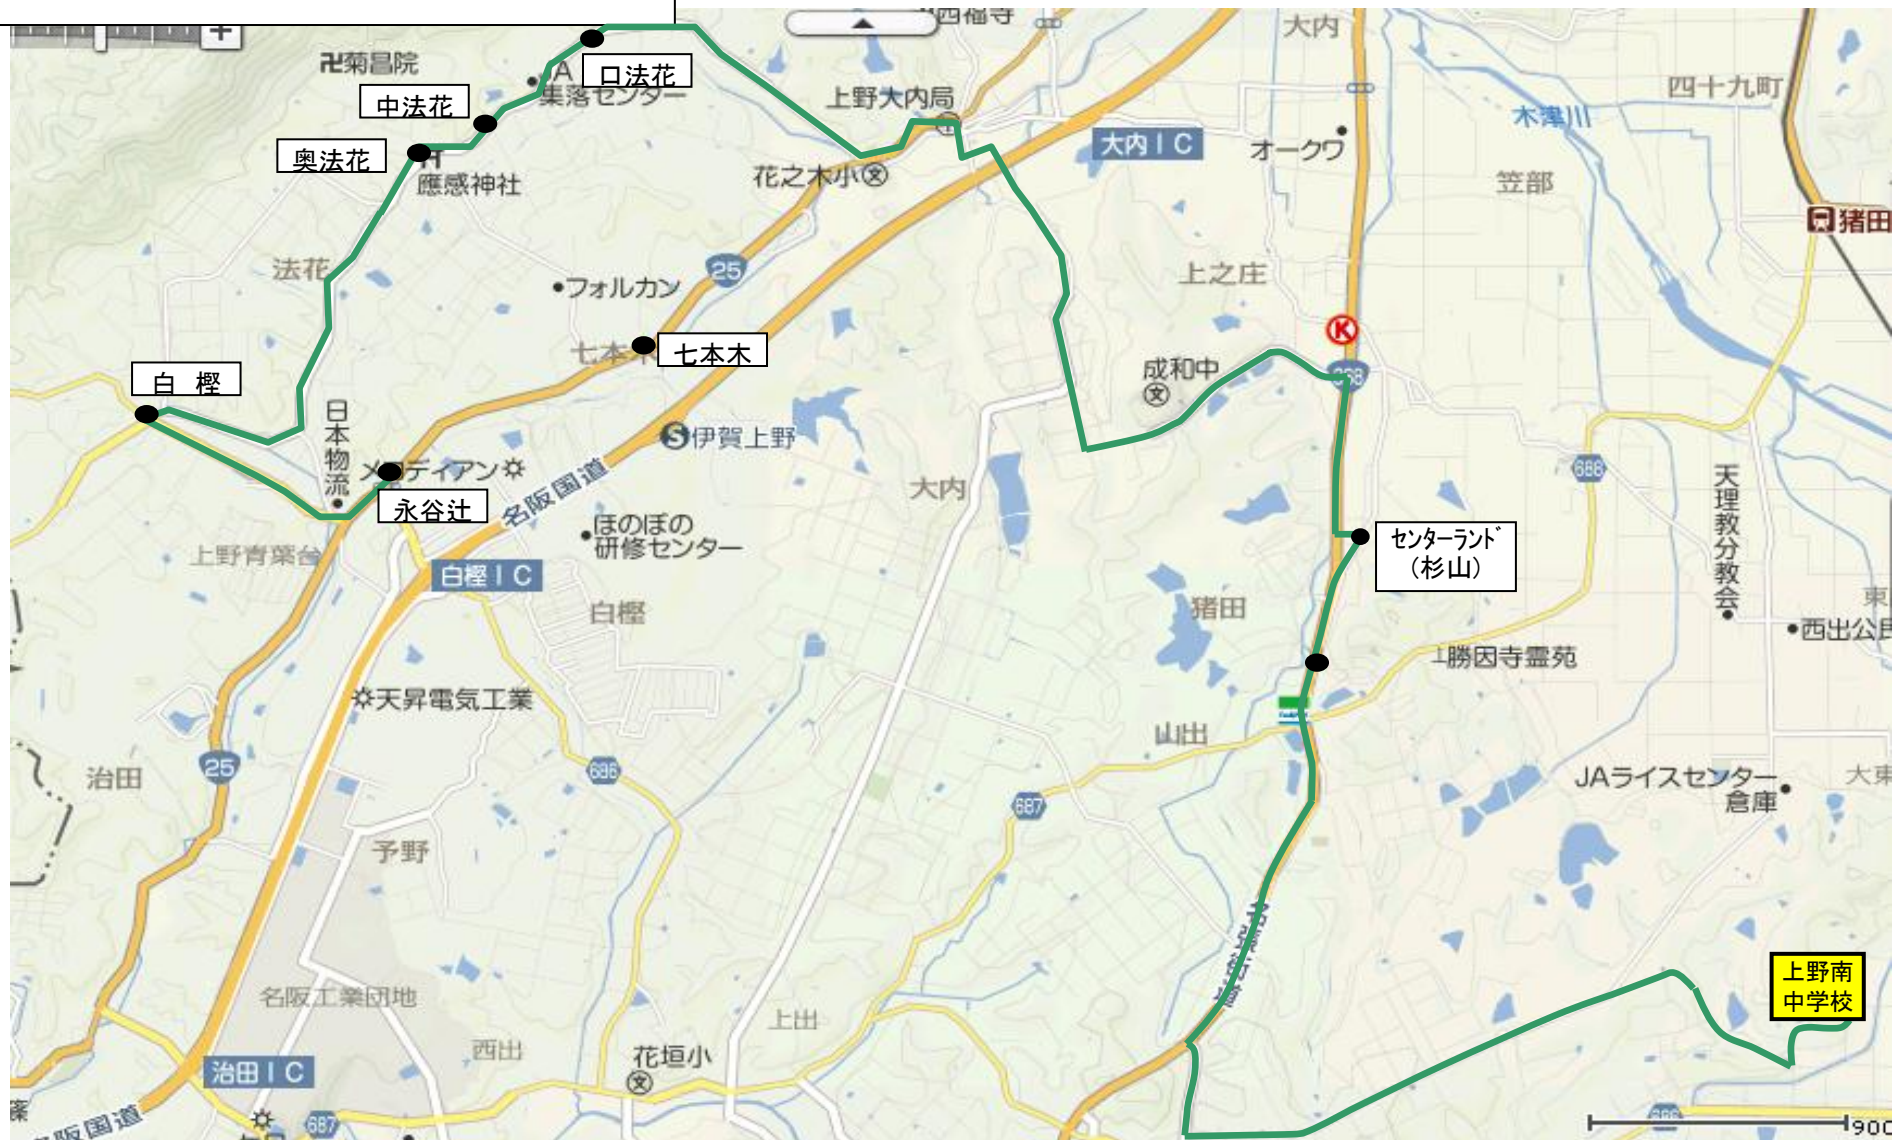 大内
四十九町
卍菊昌院
JA
集落センター
口法花
中法花
奥法花
應感神社
上野大内局
花之木小
大内IC
オークワ
木津川
笠部
猪田
法花
フォルカン
25
七本木
上之庄
K
成和中
白 樫
日本物流
メロディアン
永谷辻
S伊賀上野
名阪国道
ほのぼの
研修センター
大内
688
天理教分教会
センターランド
(杉山)
上野青葉台
白樫IC
白樫
猪田
勝因寺霊苑
西出公民
天昇電気工業
山出
治田
25
686
687
JAライスセンター
倉庫
予野
上野南
中学校
名阪工業団地
上出
西出
花垣小
治田IC
687
686
900